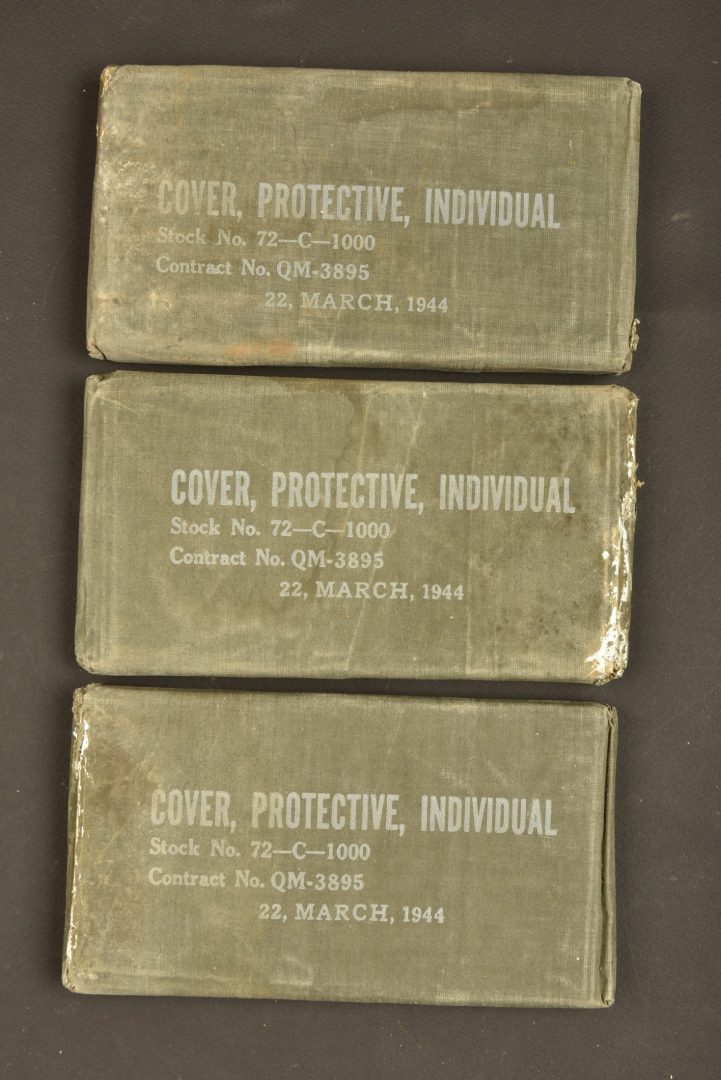 COVER, PROTECTIVE, INDIVIDUAL
Stock No. 72—C—1000
Contract No. QM-3895
22, MARCH, 1944
COVER, PROTECTIVE, INDIVIDUAL
Stock No. 72—C—1000
Contract No. QM-3895
22, MARCH, 1944
COVER, PROTECTIVE, INDIVIDUAL
Stock No. 72—C—1000
Contract No. QM-3895
22, MARCH, 1944